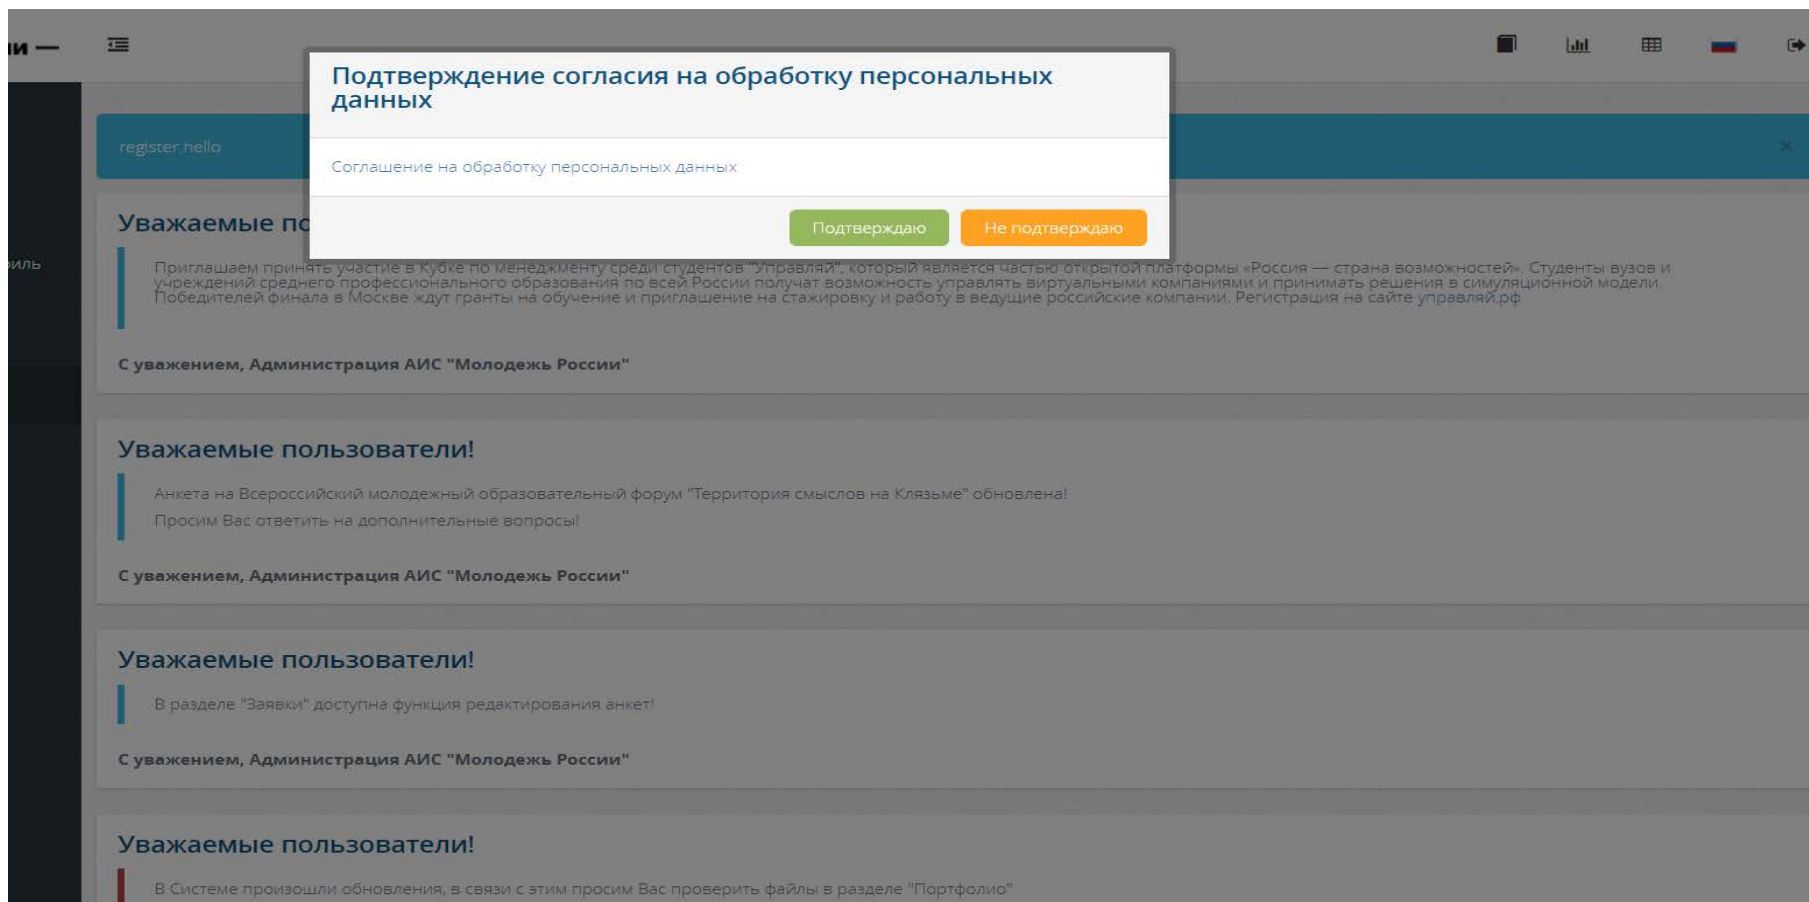 ии —
Подтверждение согласия на обработку персональных
данных
register.hello
Соглашение на обработку персональных данных
Подтверждаю
Не подтверждаю
Уважаемые по
иль
Приглашаем принять участие в Кубке по менеджменту среди студентов "Управляй", который является частью открытой платформы «Россия — страна возможностей». Студенты вузов и
учреждений среднего профессионального образования по всей России получат возможность управлять виртуальными компаниями и принимать решения в симуляционной модели.
Победителей финала в Москве ждут гранты на обучение и приглашение на стажировку и работу в ведущие российские компании. Регистрация на сайте управляй.рф
С уважением, Администрация АИС "Молодежь России"
Уважаемые пользователи!
Анкета на Всероссийский молодежный образовательный форум "Территория смыслов на Клязьме" обновлена!
Просим Вас ответить на дополнительные вопросы!
С уважением, Администрация АИС "Молодежь России"
Уважаемые пользователи!
В разделе "Заявки" доступна функция редактирования анкет!
С уважением, Администрация АИС "Молодежь России"
Уважаемые пользователи!
В Системе произошли обновления, в связи с этим просим Вас проверить файлы в разделе "Портфолио"